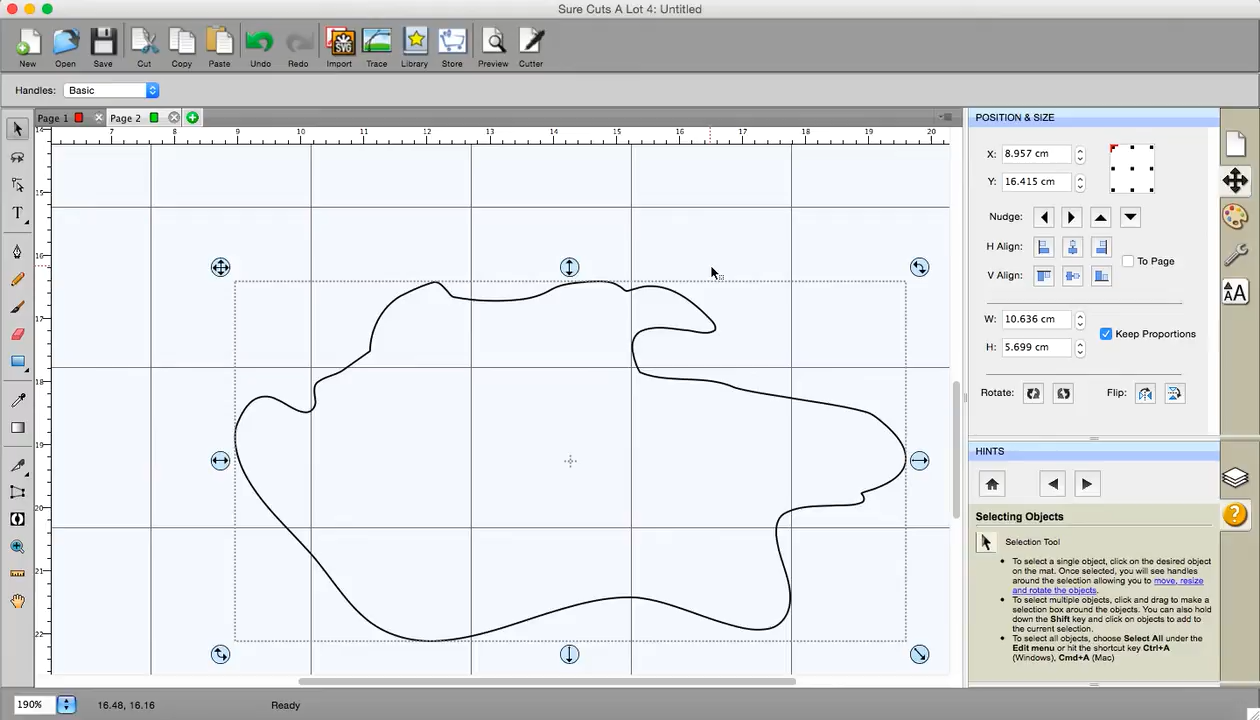 Sure Cuts A Lot 4: Untitled
New Open Save Cut Copy Paste Undo Redo Import Trace Library Store Preview Cutter
SVG
Handles: Basic
Page 1 Page 2
7 8 9 10 11 12 13 14 15 16 17 18 19 20
14
15
16
17
18
19
20
21
22
T
POSITION & SIZE
X: 8.957 cm
Y: 16.415 cm
Nudge:
H Align:
To Page
V Align:
W: 10.636 cm
Keep Proportions
H: 5.699 cm
Rotate: Flip:
AA
HINTS
?
Selecting Objects
Selection Tool
• To select a single object, click on the desired object
on the mat. Once selected, you will see handles
around the selection allowing you to move, resize
and rotate the objects.
• To select multiple objects, click and drag to make a
selection box around the objects. You can also hold
down the Shift key and click on objects to add to
the current selection.
• To select all objects, choose Select All under the
Edit menu or hit the shortcut key Ctrl+A
(Windows), Cmd+A (Mac)
190% 16.48, 16.16 Ready